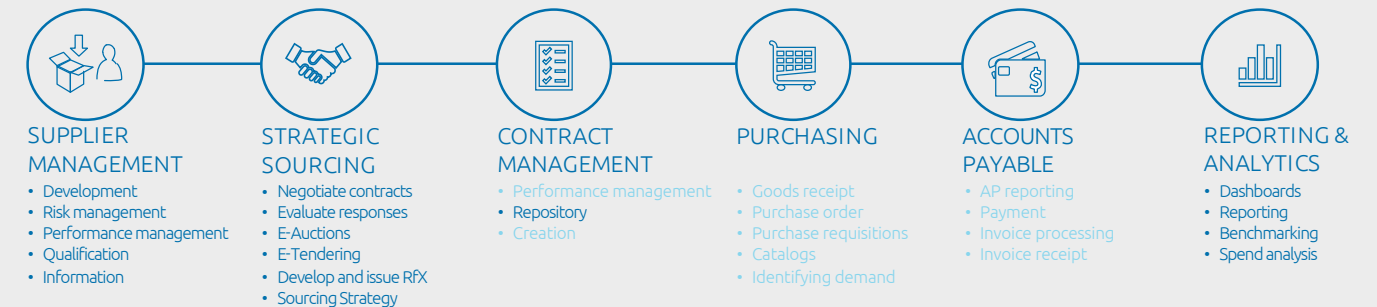 SUPPLIER
MANAGEMENT
• Development
• Risk management
• Performance management
• Qualification
• Information
STRATEGIC
SOURCING
• Negotiate contracts
• Evaluate responses
• E-Auctions
• E-Tendering
• Develop and issue RfX
• Sourcing Strategy
CONTRACT
MANAGEMENT
• Performance management
• Repository
• Creation
PURCHASING
• Goods receipt
• Purchase order
• Purchase requisitions
• Catalogs
• Identifying demand
$
ACCOUNTS
PAYABLE
• AP reporting
• Payment
• Invoice processing
• Invoice receipt
REPORTING &
ANALYTICS
• Dashboards
• Reporting
• Benchmarking
• Spend analysis